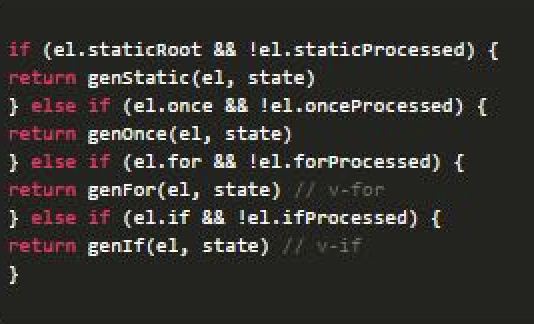 if (el.staticRoot && !el.staticProcessed) {
return genStatic(el, state)
} else if (el.once && !el.onceProcessed) {
return genOnce(el, state)
} else if (el.for && !el.forProcessed) {
return genFor(el, state) // v-for
} else if (el.if && !el.ifProcessed) {
return genIf(el, state) // v-if
}